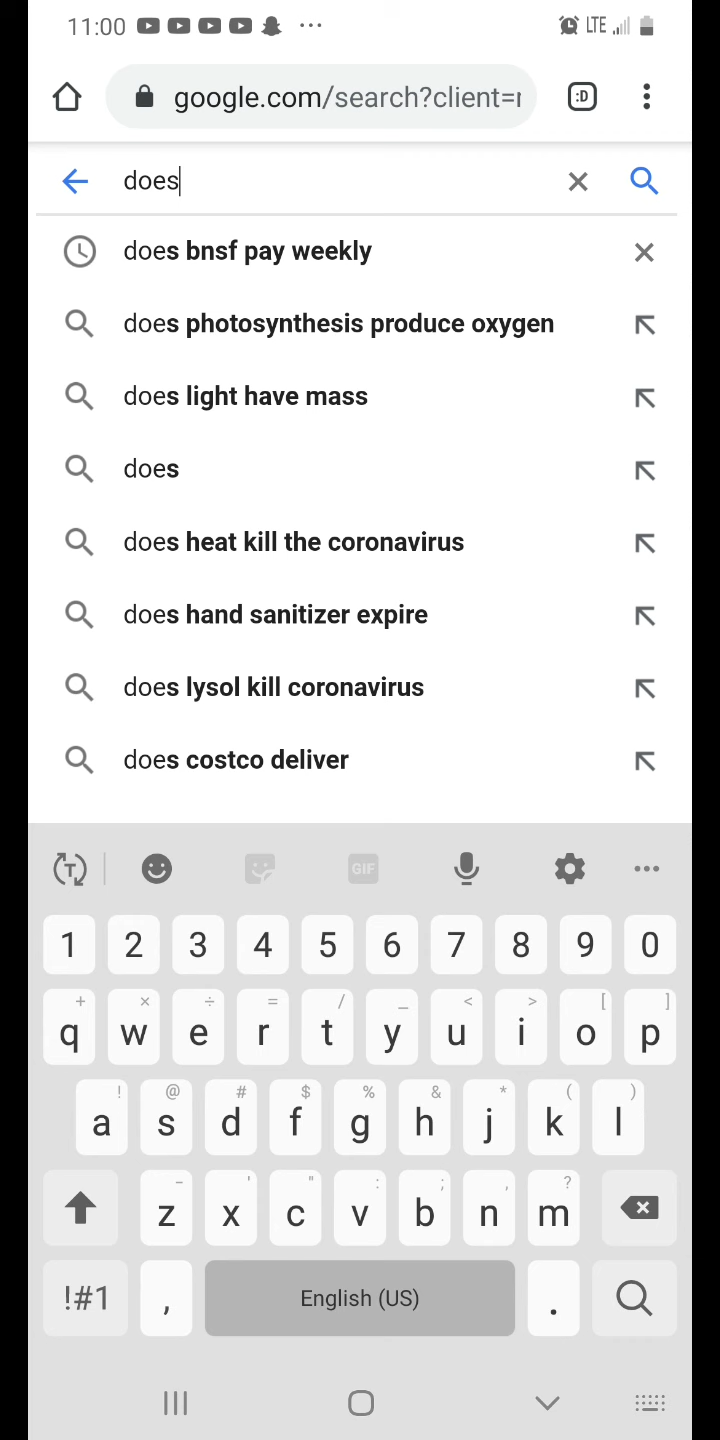 11:00 LTE
google.com/search?client=
:D
does
does bnsf pay weekly
does photosynthesis produce oxygen
does light have mass
does
does heat kill the coronavirus
does hand sanitizer expire
does lysol kill coronavirus
does costco deliver
T GIF
1 2 3 4 5 6 7 8 9 0
+ × ÷ = / _ < > [ ]
q w e r t y u i o p
! @ # $ % & * ( )
a s d f g h j k l
- ' " : ; , ?
z x c v b n m
!#1 , English (US) .